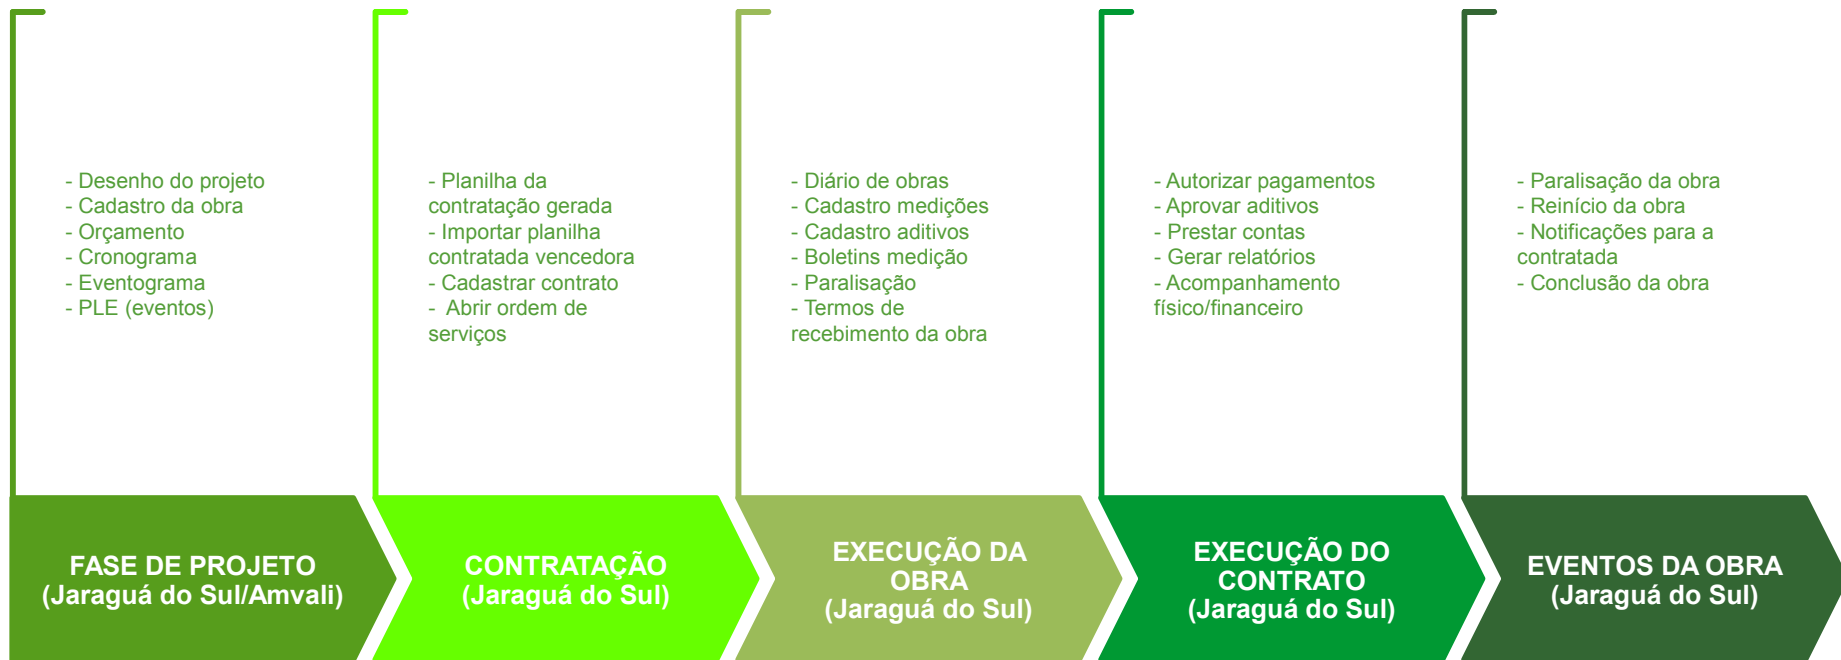 - Desenho do projeto
- Cadastro da obra
- Orçamento
- Cronograma
- Eventograma
- PLE (eventos)
FASE DE PROJETO
(Jaraguá do Sul/Amvali)
- Planilha da
contratação gerada
- Importar planilha
contratada vencedora
- Cadastrar contrato
- Abrir ordem de
serviços
CONTRATAÇÃO
(Jaraguá do Sul)
- Diário de obras
- Cadastro medições
- Cadastro aditivos
- Boletins medição
- Paralisação
- Termos de
recebimento da obra
EXECUÇÃO DA
OBRA
(Jaraguá do Sul)
- Autorizar pagamentos
- Aprovar aditivos
- Prestar contas
- Gerar relatórios
- Acompanhamento
físico/financeiro
EXECUÇÃO DO
CONTRATO
(Jaraguá do Sul)
- Paralisação da obra
- Reinício da obra
- Notificações para a
contratada
- Conclusão da obra
EVENTOS DA OBRA
(Jaraguá do Sul)